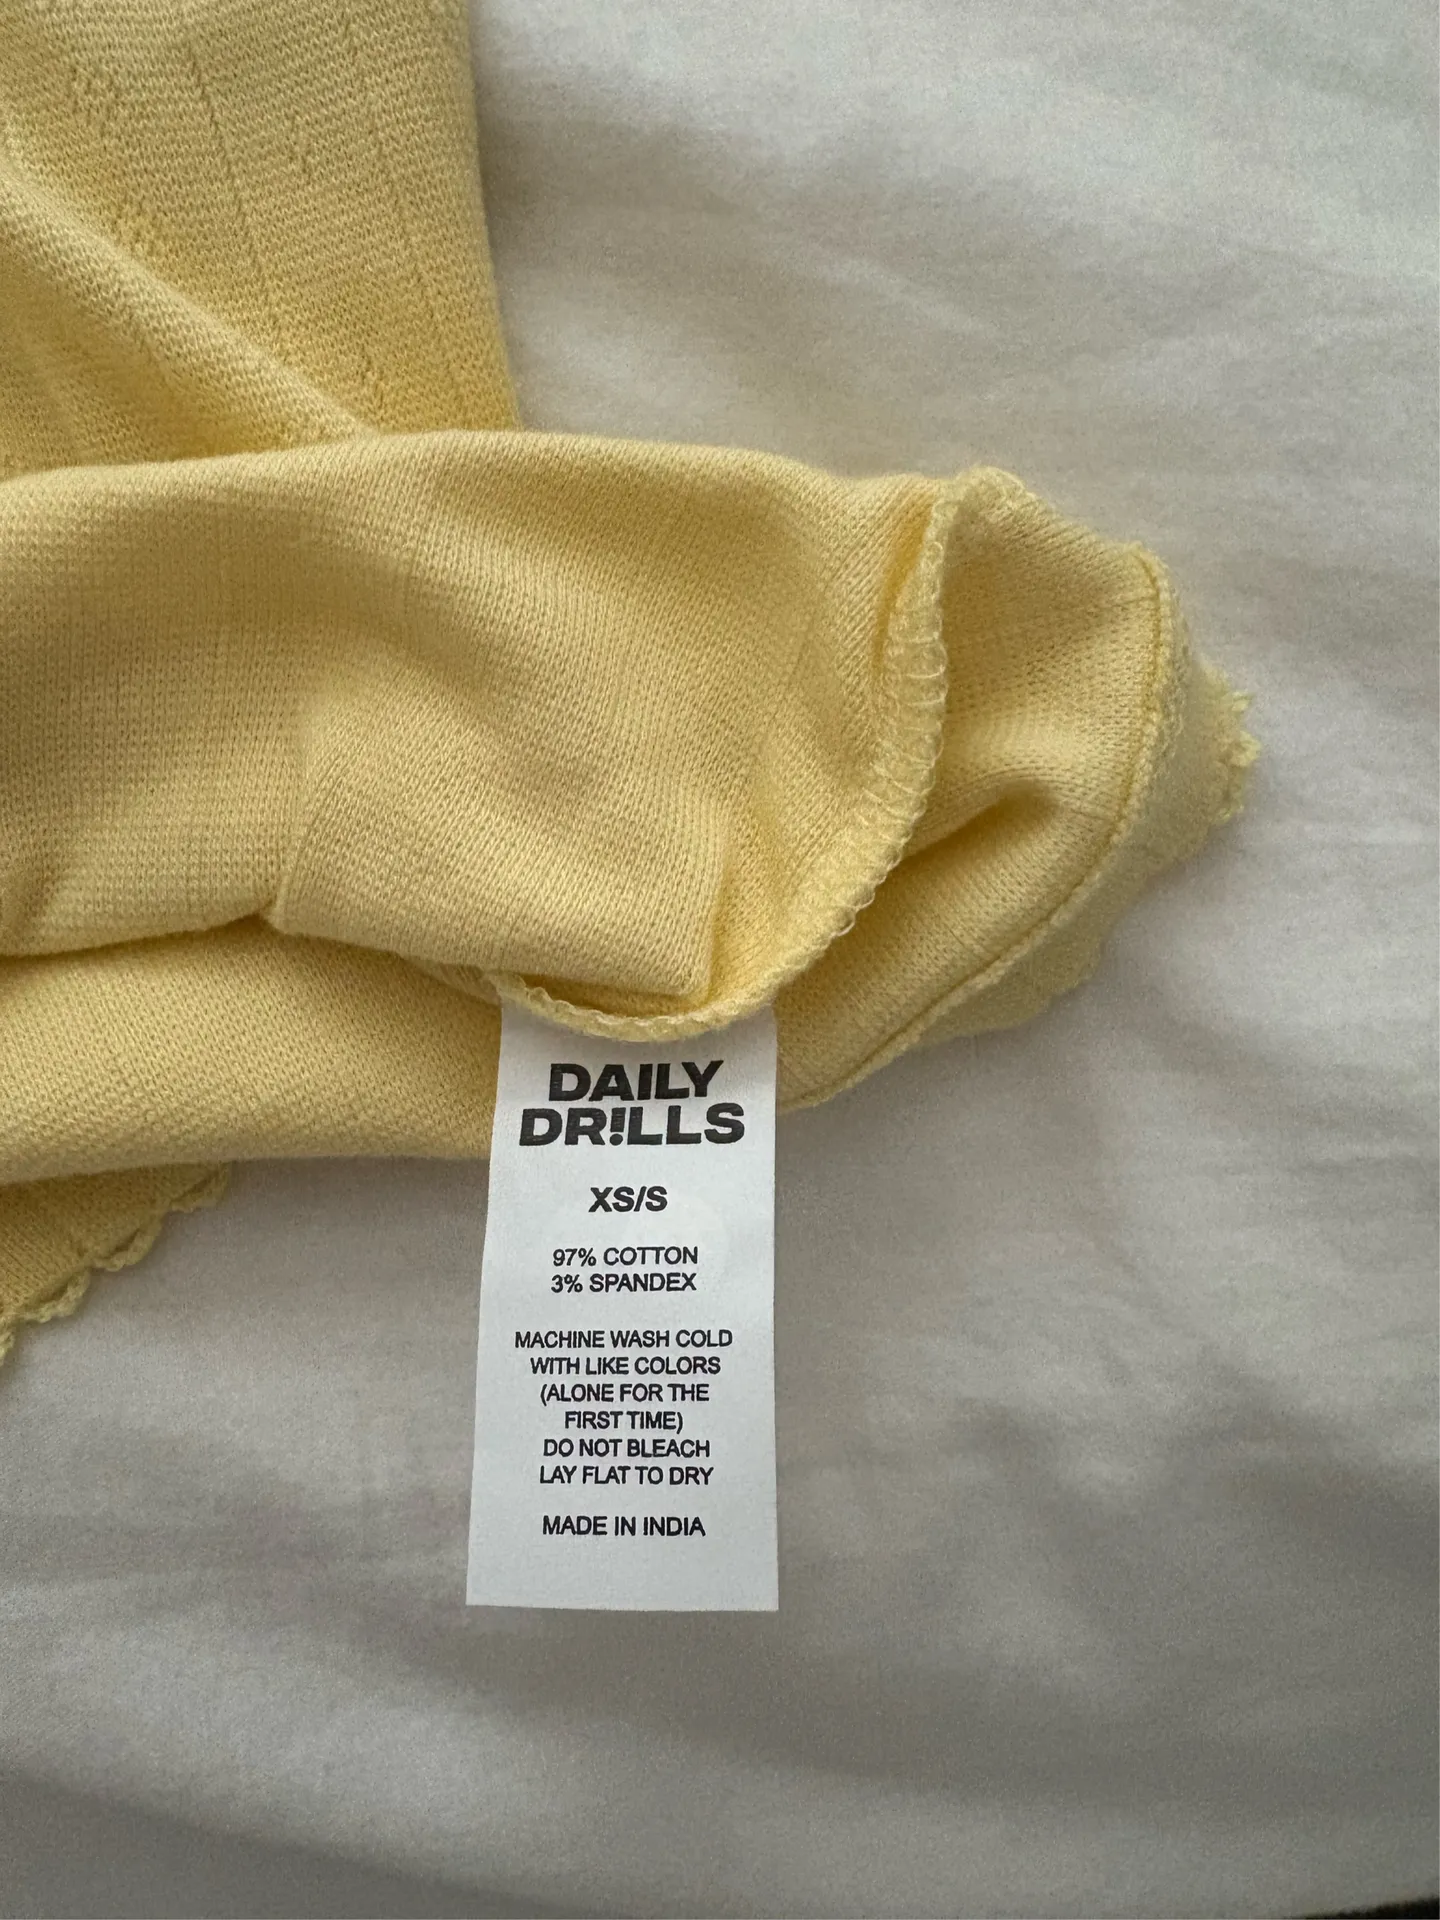 DAILY
DR!LLS
XS/S
97% COTTON
3% SPANDEX
MACHINE WASH COLD
WITH LIKE COLORS
(ALONE FOR THE
FIRST TIME)
DO NOT BLEACH
LAY FLAT TO DRY
MADE IN INDIA